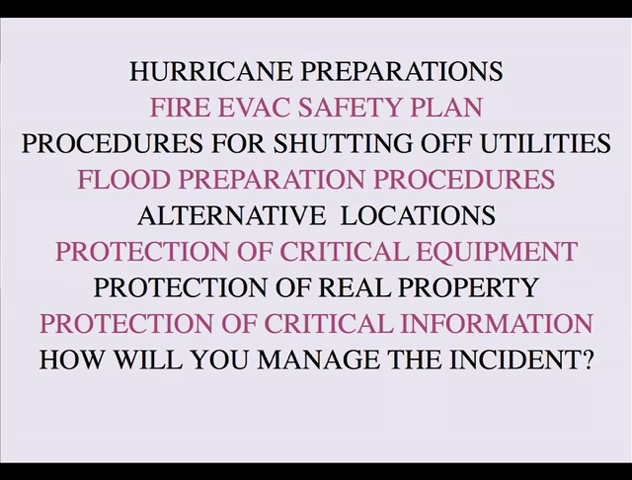 HURRICANE PREPARATIONS
FIRE EVAC SAFETY PLAN
PROCEDURES FOR SHUTTING OFF UTILITIES
FLOOD PREPARATION PROCEDURES
ALTERNATIVE LOCATIONS
PROTECTION OF CRITICAL EQUIPMENT
PROTECTION OF REAL PROPERTY
PROTECTION OF CRITICAL INFORMATION
HOW WILL YOU MANAGE THE INCIDENT?